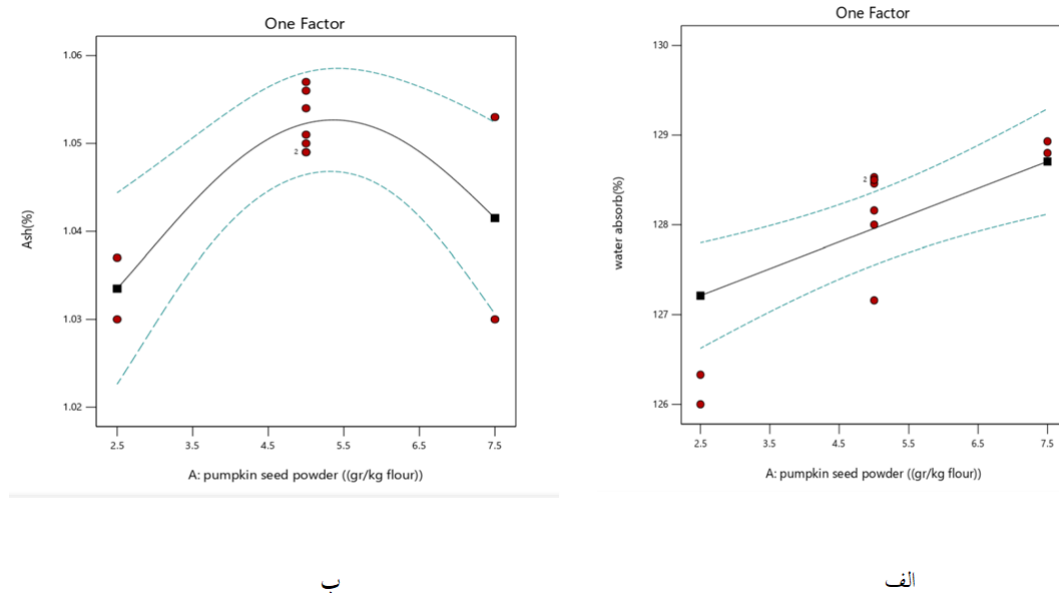 One Factor
Ash(%)
1.06
1.05
1.04
1.03
1.02
2
2.5 3.5 4.5 5.5 6.5 7.5
A: pumpkin seed powder ((gr/kg flour))
ب
One Factor
water absorb(%)
130
129
128
127
126
2
2.5 3.5 4.5 5.5 6.5 7.5
A: pumpkin seed powder ((gr/kg flour))
الف